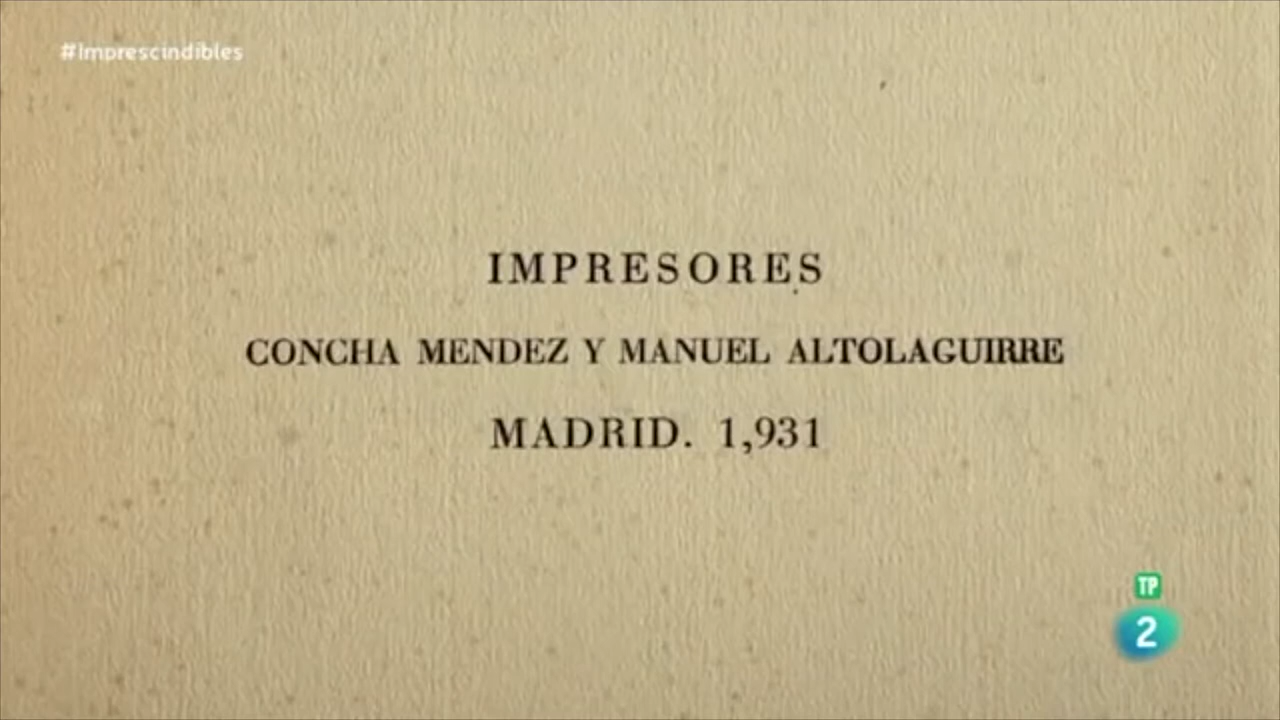 #Imprescindibles
IMPRESORES
CONCHA MENDEZ Y MANUEL ALTOLAGUIRRE
MADRID. 1,931
TP
2